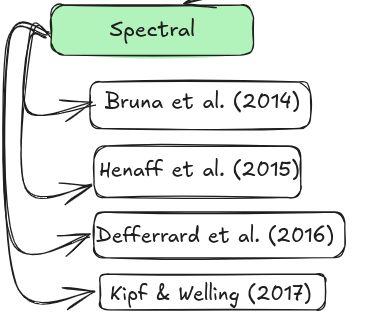 Spectral
Bruna et al. (2014)
Henaff et al. (2015)
Defferrard et al. (2016)
Kipf & Welling (2017)